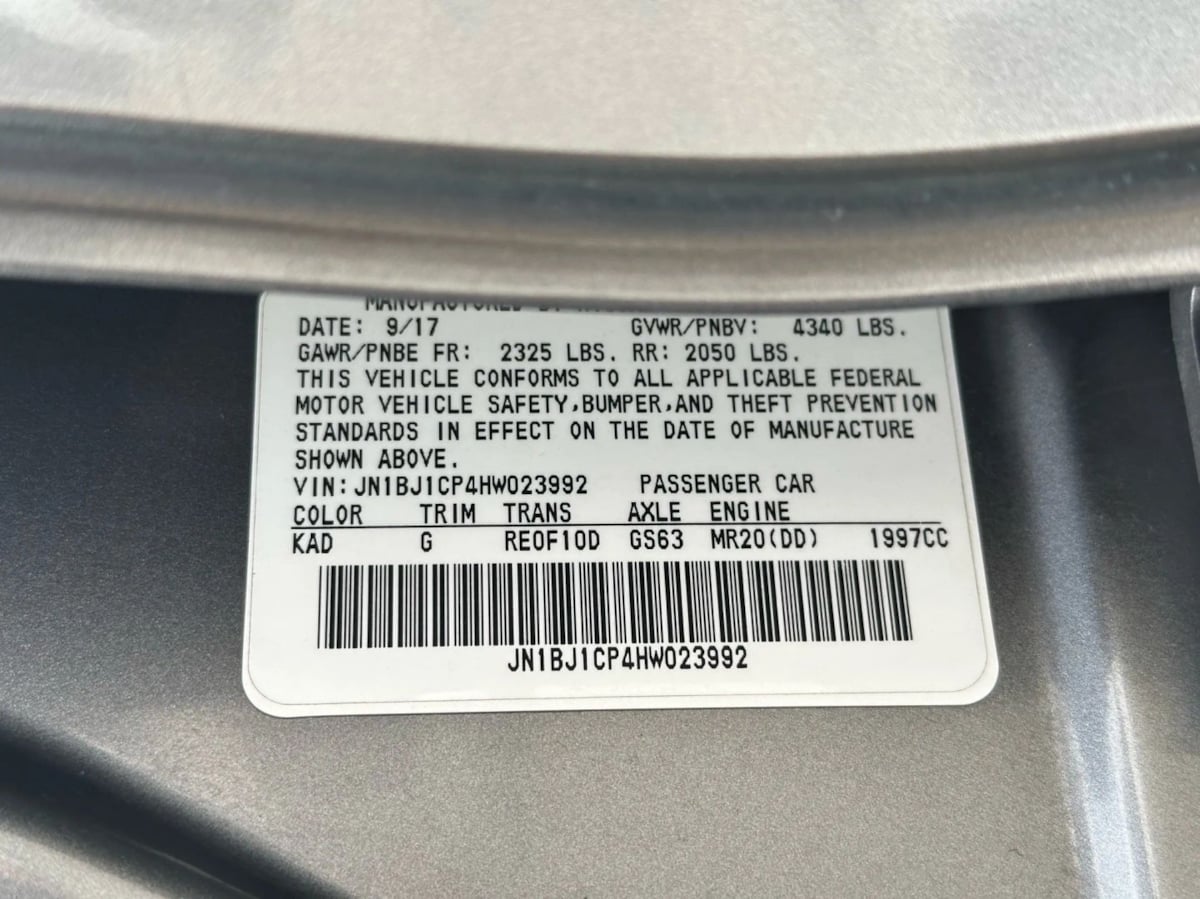 MANUFACTURED BY
DATE: 9/17 GVWR/PNBV: 4340 LBS.
GAWR/PNBE FR: 2325 LBS. RR: 2050 LBS.
THIS VEHICLE CONFORMS TO ALL APPLICABLE FEDERAL
MOTOR VEHICLE SAFETY,BUMPER,AND THEFT PREVENTION
STANDARDS IN EFFECT ON THE DATE OF MANUFACTURE
SHOWN ABOVE.
VIN:JN1BJ1CP4HW023992 PASSENGER CAR
COLOR TRIM TRANS AXLE ENGINE
KAD G RE0F10D GS63 MR20(DD) 1997CC
JN1BJ1CP4HW023992